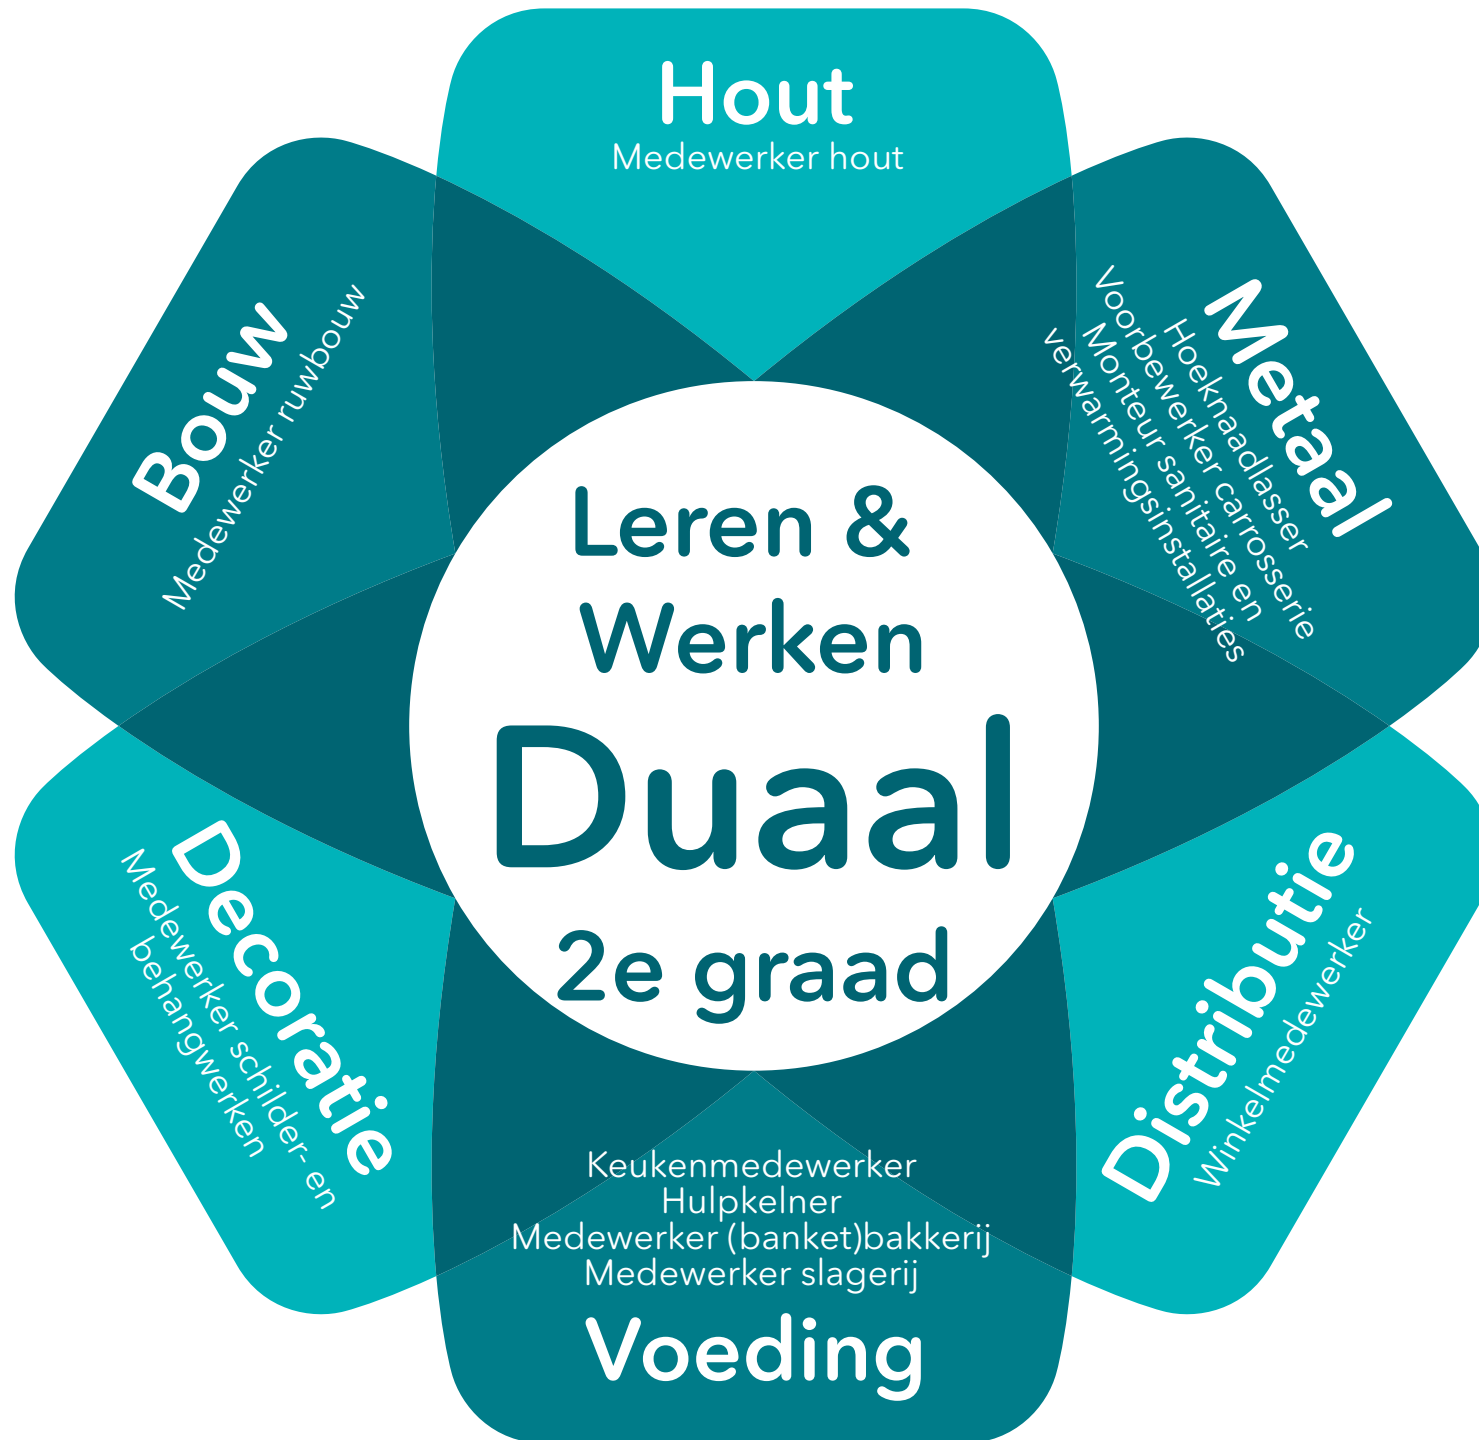 Hout
Medewerker hout
Metaal
Hoeknaadlasser
Voorbewerker carrosserie
Monteur sanitaire en
verwarmingsinstallaties
Bouw
Medewerker ruwbouw
Leren &
Werken
Duaal
2e graad
Decoratie
Medewerker schilder- en
behangwerken
Distributie
Winkelmedewerker
Keukenmedewerker
Hulpkelner
Medewerker (banket)bakkerij
Medewerker slagerij
Voeding